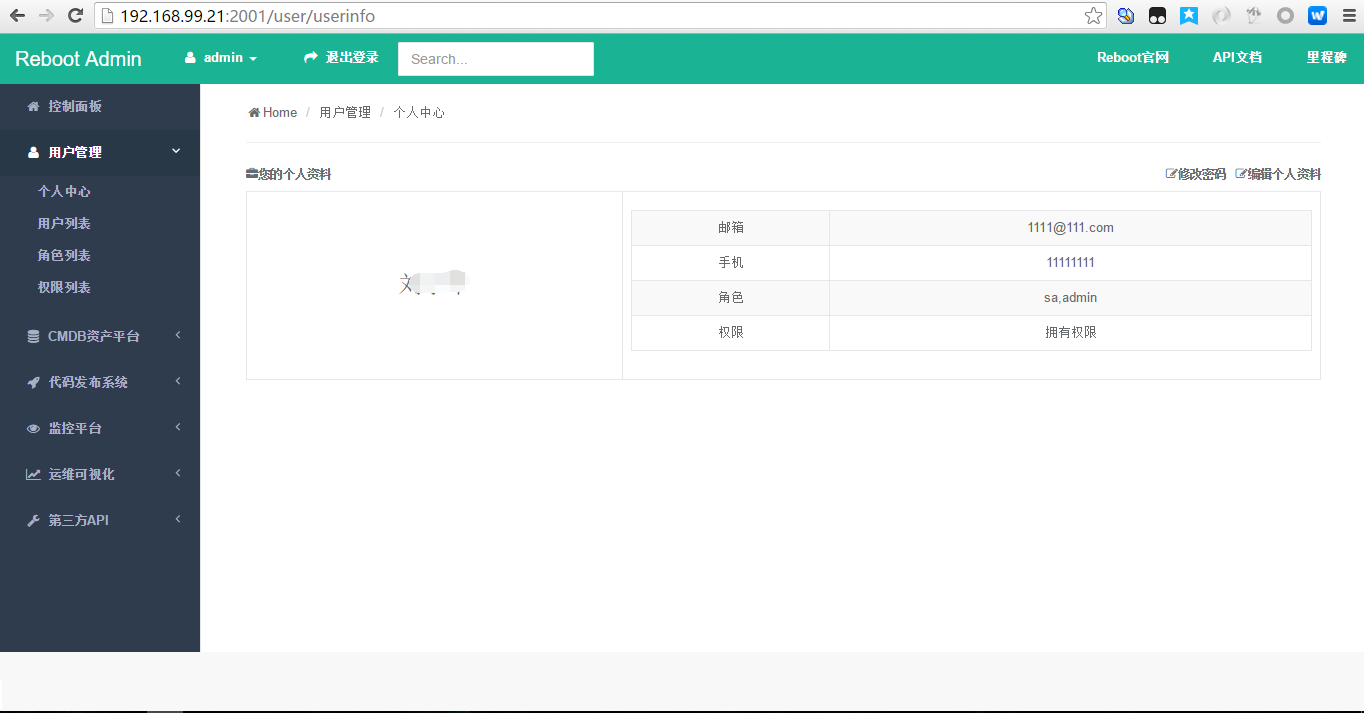 192.168.99.21:2001/user/userinfo
Reboot Admin admin 退出登录 Search... Reboot官网 API文档 里程碑
控制面板
用户管理
个人中心
用户列表
角色列表
权限列表
CMDB资产平台
代码发布系统
监控平台
运维可视化
第三方API
Home / 用户管理 / 个人中心
您的个人资料 修改密码 编辑个人资料
邮箱 1111@111.com
手机 11111111
角色 sa,admin
权限 拥有权限